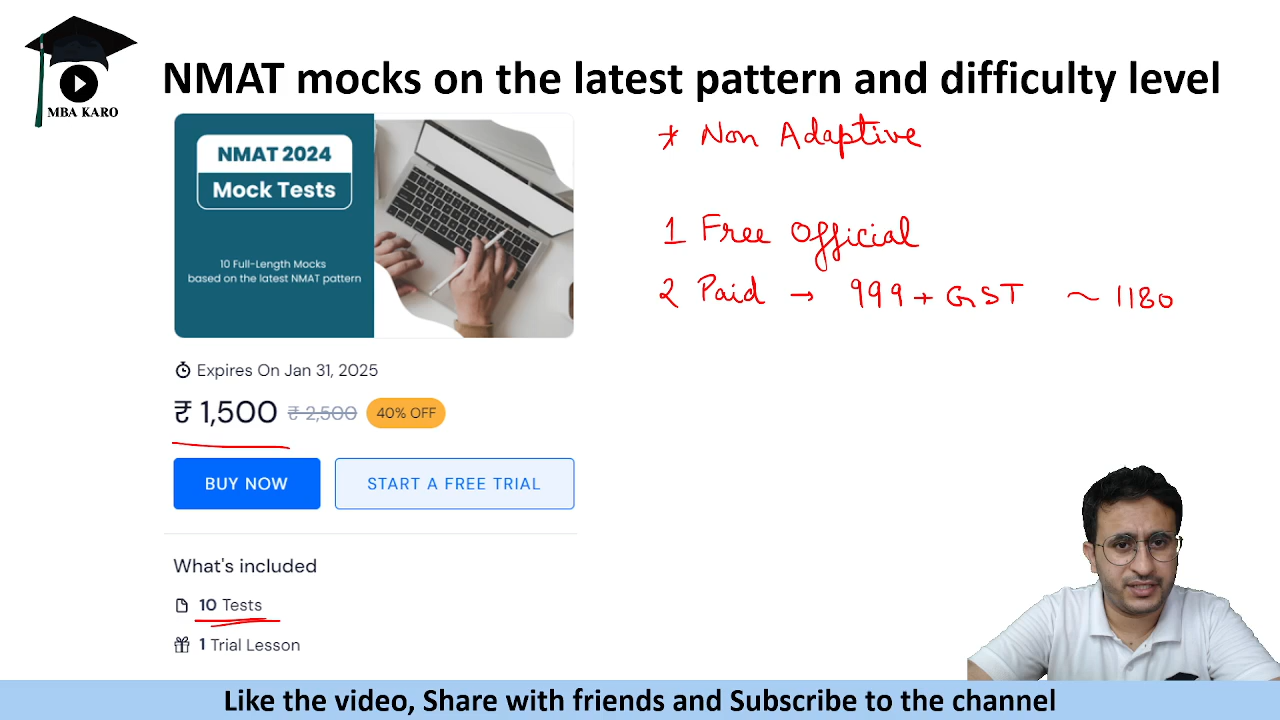 MBA KARO
NMAT mocks on the latest pattern and difficulty level
NMAT 2024
Mock Tests
10 Full-Length Mocks
based on the latest NMAT pattern
Expires On Jan 31, 2025
₹ 1,500 ₹ 2,500 40% OFF
BUY NOW START A FREE TRIAL
What's included
10 Tests
1 Trial Lesson
* Non Adaptive
1 Free Official
2 Paid → 999 + GST ~ 1180
Like the video, Share with friends and Subscribe to the channel